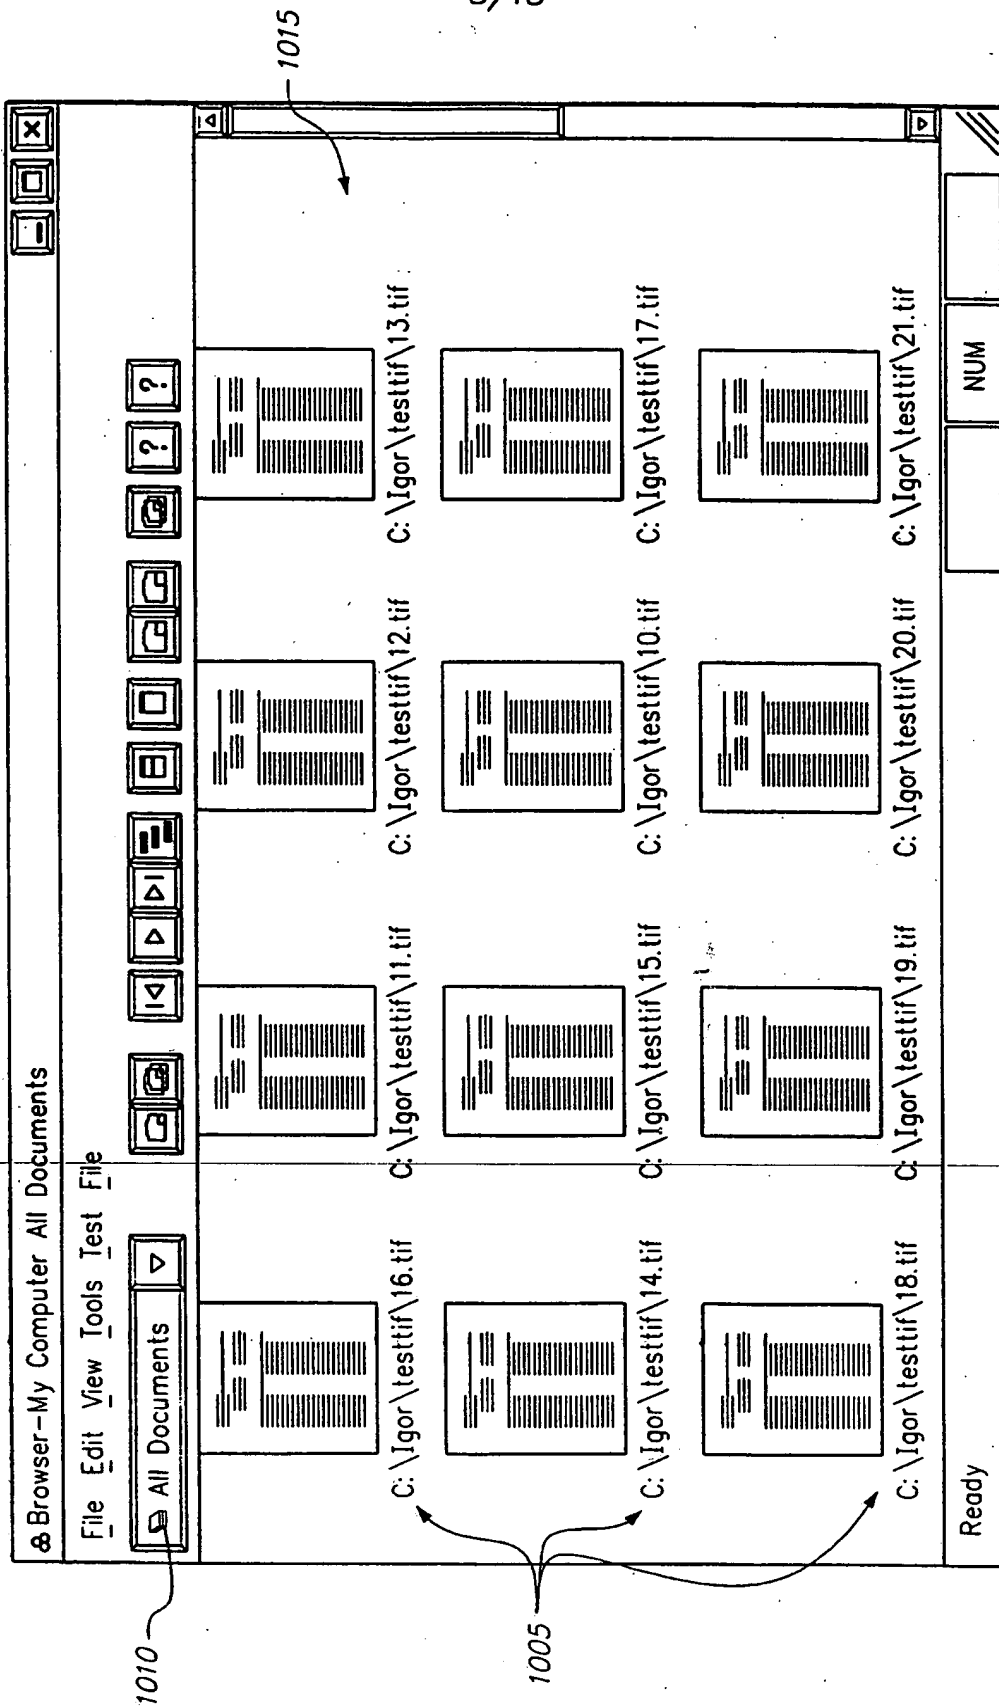 1015
Browser-My Computer All Documents
File Edit View Tools Test File
All Documents
? ?
1010
C:\Igor\testtif\16.tif C:\Igor\testtif\11.tif C:\Igor\testtif\12.tif C:\Igor\testtif\13.tif
C:\Igor\testtif\14.tif C:\Igor\testtif\15.tif C:\Igor\testtif\10.tif C:\Igor\testtif\17.tif
1005
C:\Igor\testtif\18.tif C:\Igor\testtif\19.tif C:\Igor\testtif\20.tif C:\Igor\testtif\21.tif
Ready NUM